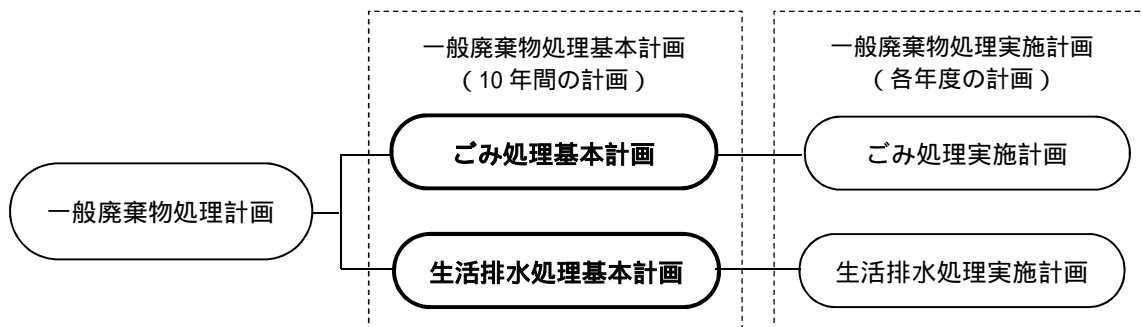 一般廃棄物処理基本計画
（10年間の計画）
一般廃棄物処理実施計画
（各年度の計画）
ごみ処理基本計画
ごみ処理実施計画
一般廃棄物処理計画
生活排水処理基本計画
生活排水処理実施計画